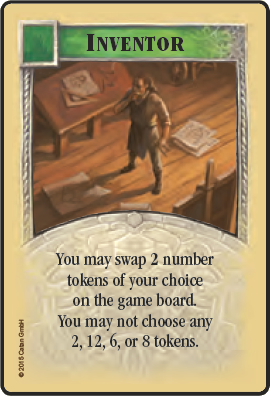 INVENTOR
You may swap 2 number
tokens of your choice
on the game board.
You may not choose any
2, 12, 6, or 8 tokens.
© 2015 Catan GmbH